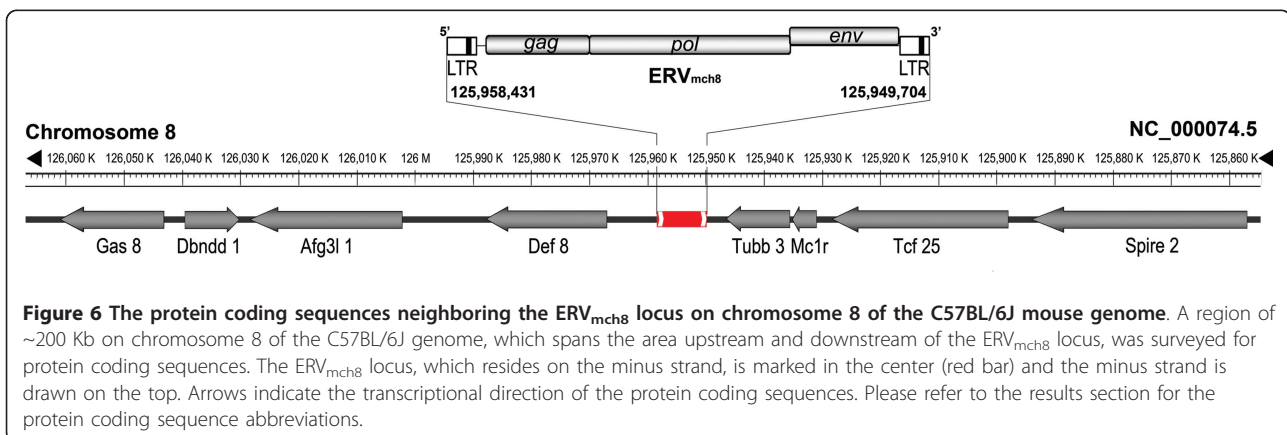 5’ gag pol env 3’
LTR ERVmch8 LTR
125,958,431 125,949,704
Chromosome 8 NC_000074.5
126,060 K 126,050 K 126,040 K 126,030 K 126,020 K 126,010 K 126 M 125,990 K 125,980 K 125,970 K 125,960 K 125,950 K 125,940 K 125,930 K 125,920 K 125,910 K 125,900 K 125,890 K 125,880 K 125,870 K 125,860 K
Gas 8 Dbndd 1 Afg3l 1 Def 8 Tubb 3 Mc1r Tcf 25 Spire 2
Figure 6 The protein coding sequences neighboring the ERVmch8 locus on chromosome 8 of the C57BL/6J mouse genome. A region of
~200 Kb on chromosome 8 of the C57BL/6J genome, which spans the area upstream and downstream of the ERVmch8 locus, was surveyed for
protein coding sequences. The ERVmch8 locus, which resides on the minus strand, is marked in the center (red bar) and the minus strand is
drawn on the top. Arrows indicate the transcriptional direction of the protein coding sequences. Please refer to the results section for the
protein coding sequence abbreviations.